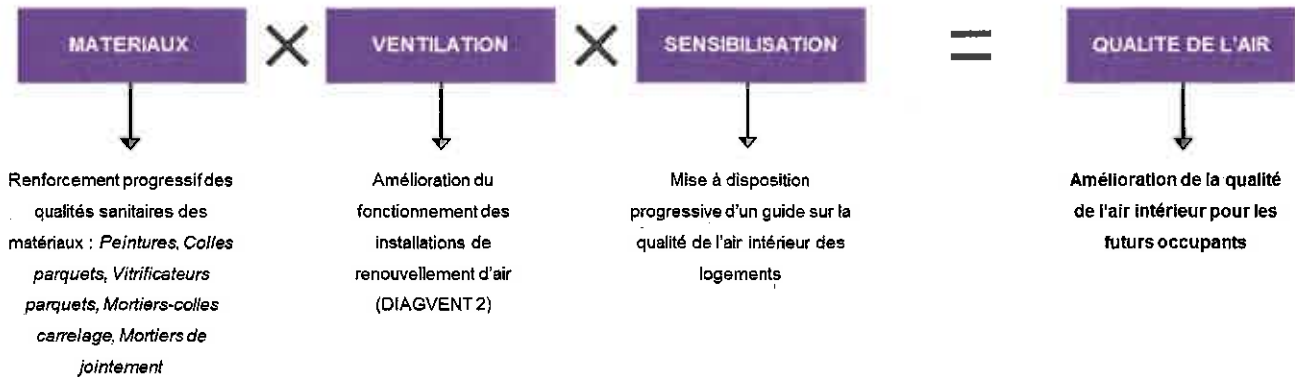 MATERIAUX
X
VENTILATION
X
SENSIBILISATION
=
QUALITE DE L'AIR
Renforcement progressif des
qualités sanitaires des
matériaux : Peintures, Colles
parquets, Vitrificateurs
parquets, Mortiers-colles
carrelage, Mortiers de
jointement
Amélioration du
fonctionnement des
installations de
renouvellement d'air
(DIAGVENT 2)
Mise à disposition
progressive d'un guide sur la
qualité de l'air intérieur des
logements
Amélioration de la qualité
de l'air intérieur pour les
futurs occupants